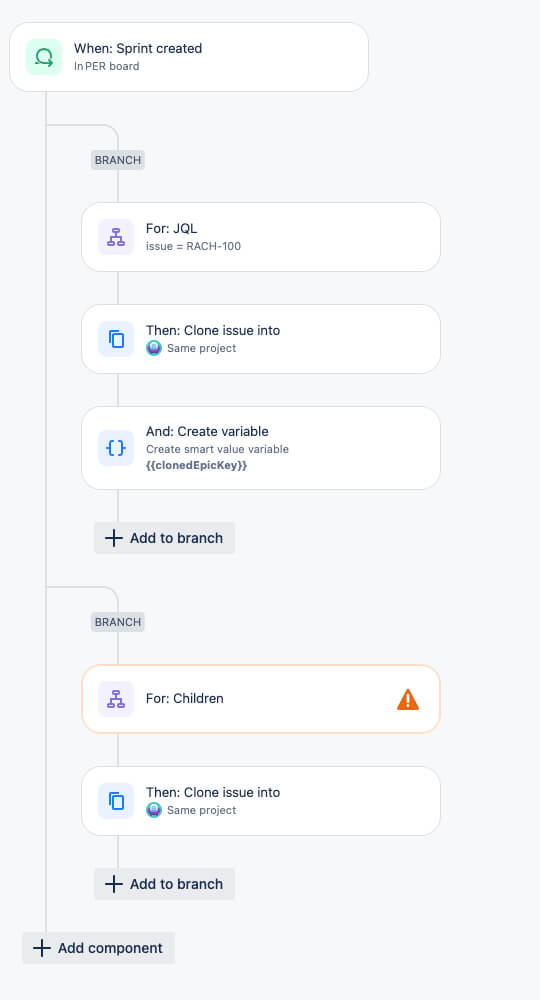 When: Sprint created
In PER board
BRANCH
For: JQL
issue = RACH-100
Then: Clone issue into
Same project
And: Create variable
Create smart value variable
{{clonedEpicKey}}
Add to branch
BRANCH
For: Children
Then: Clone issue into
Same project
Add to branch
Add component